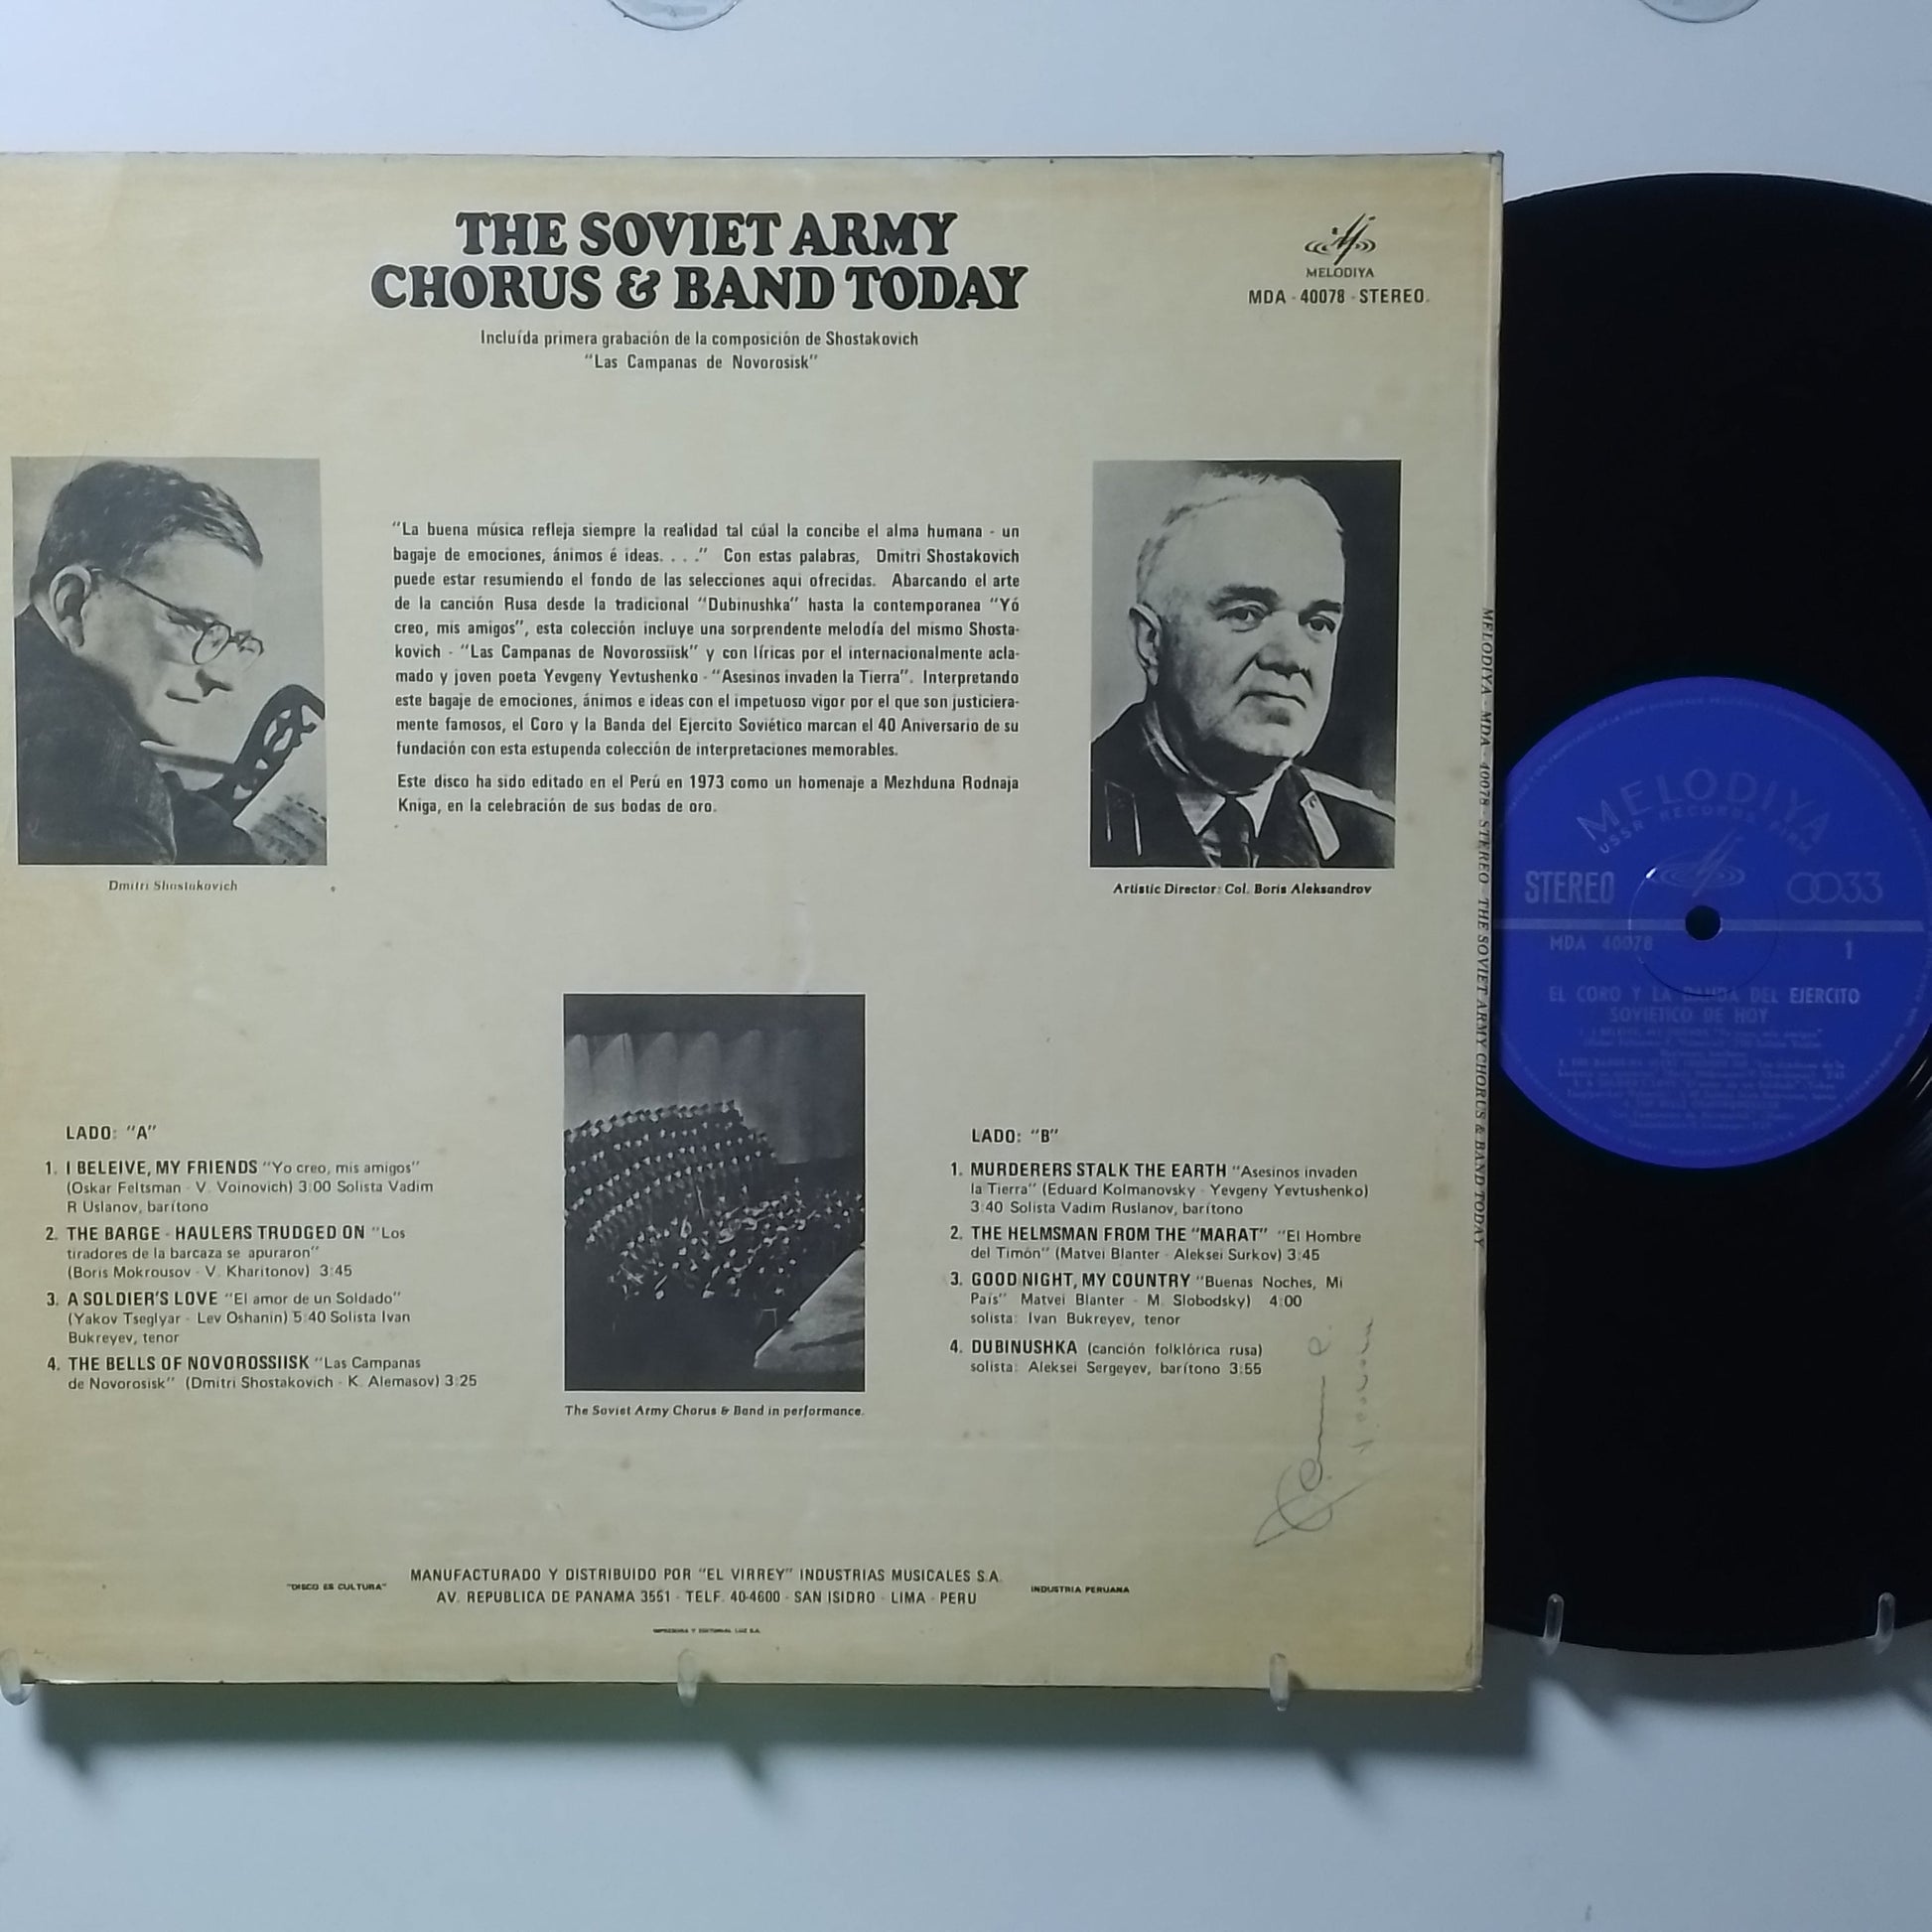 THE SOVIET ARMY
CHORUS & BAND TODAY
Incluída primera grabación de la composición de Shostakovich
"Las Campanas de Novorosisk"
MELODIYA
MDA - 40078 - STEREO.
"La buena música refleja siempre la realidad tal cúal la concibe el alma humana - un
bagaje de emociones, ánimos é ideas. . . ." Con estas palabras, Dmitri Shostakovich
puede estar resumiendo el fondo de las selecciones aqui ofrecidas. Abarcando el arte
de la canción Rusa desde la tradicional "Dubinushka" hasta la contemporanea "Yó
creo, mis amigos", esta colección incluye una sorprendente melodía del mismo Shosta-
kovich - "Las Campanas de Novorossiisk" y con líricas por el internacionalmente acla-
mado y joven poeta Yevgeny Yevtushenko - "Asesinos invaden la Tierra". Interpretando
este bagaje de emociones, ánimos e ideas con el impetuoso vigor por el que son justiciera-
mente famosos, el Coro y la Banda del Ejercito Soviético marcan el 40 Aniversario de su
fundación con esta estupenda colección de interpretaciones memorables.
Este disco ha sido editado en el Perú en 1973 como un homenaje a Mezhduna Rodnaja
Kniga, en la celebración de sus bodas de oro.
Dmitri Shostakovich
Artistic Director: Col. Boris Aleksandrov
LADO: "A"
1. I BELEIVE, MY FRIENDS "Yo creo, mis amigos"
(Oskar Feltsman - V. Voinovich) 3:00 Solista Vadim
R Uslanov, barítono
2. THE BARGE - HAULERS TRUDGED ON "Los
tiradores de la barcaza se apuraron"
(Boris Mokrousov - V. Kharitonov) 3:45
3. A SOLDIER'S LOVE "El amor de un Soldado"
(Yakov Tseglyar - Lev Oshanin) 5:40 Solista Ivan
Bukreyev, tenor
4. THE BELLS OF NOVOROSSIISK "Las Campanas
de Novorosisk" (Dmitri Shostakovich - K. Alemasov) 3:25
The Soviet Army Chorus & Band in performance.
LADO: "B"
1. MURDERERS STALK THE EARTH "Asesinos invaden
la Tierra" (Eduard Kolmanovsky - Yevgeny Yevtushenko)
3:40 Solista Vadim Ruslanov, barítono
2. THE HELMSMAN FROM THE "MARAT" "El Hombre
del Timón" (Matvei Blanter - Aleksei Surkov) 3:45
3. GOOD NIGHT, MY COUNTRY "Buenas Noches, Mi
País" Matvei Blanter - M. Slobodsky) 4:00
solista: Ivan Bukreyev, tenor
4. DUBINUSHKA (canción folklórica rusa)
solista: Aleksei Sergeyev, barítono 3:55
"DISCO ES CULTURA"
MANUFACTURADO Y DISTRIBUIDO POR "EL VIRREY" INDUSTRIAS MUSICALES S.A.
AV. REPUBLICA DE PANAMA 3551 - TELF. 40-4600 - SAN ISIDRO - LIMA - PERU
INDUSTRIA PERUANA
IMPRESORA Y EDITORIAL LUZ S.A.
MELODIYA - MDA - 40078 - STEREO - THE SOVIET ARMY CHORUS & BAND TODAY
MELODIYA
USSR RECORDS FIRM
STEREO 0033
MDA 40078 1
EL CORO Y LA BANDA DEL EJERCITO
SOVIETICO DE HOY